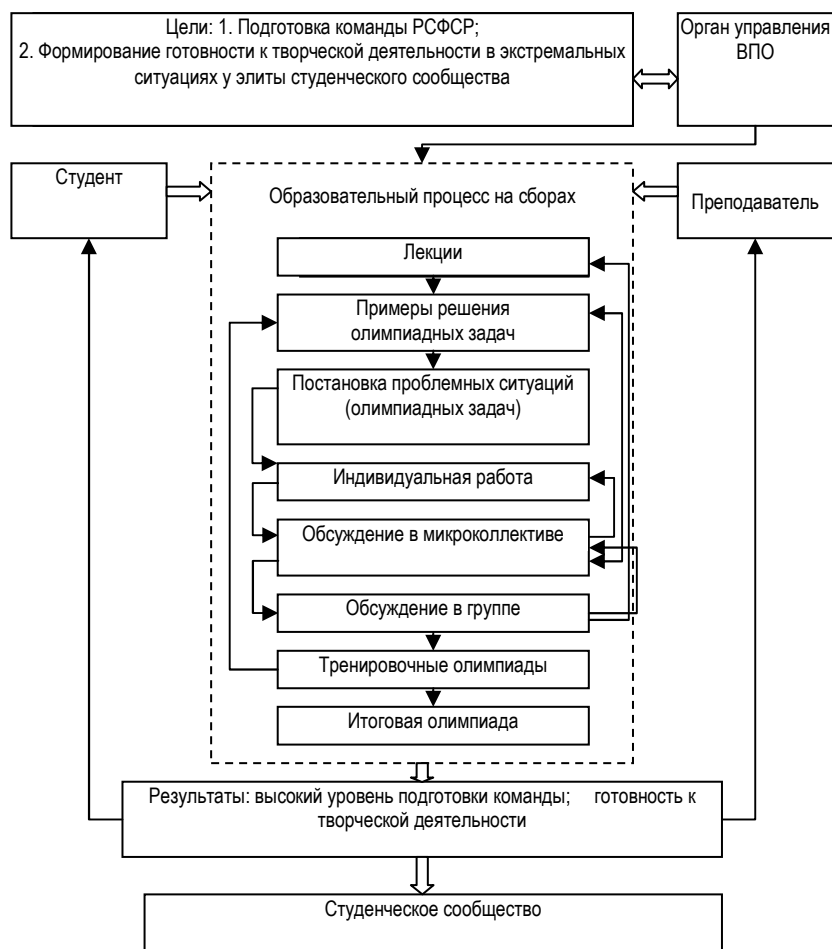 Цели: 1. Подготовка команды РСФСР;
2. Формирование готовности к творческой деятельности в экстремальных
ситуациях у элиты студенческого сообщества
Орган управления
ВПО
Студент
Образовательный процесс на сборах
Преподаватель
Лекции
Примеры решения
олимпиадных задач
Постановка проблемных ситуаций
(олимпиадных задач)
Индивидуальная работа
Обсуждение в микроколлективе
Обсуждение в группе
Тренировочные олимпиады
Итоговая олимпиада
Результаты: высокий уровень подготовки команды; готовность к
творческой деятельности
Студенческое сообщество